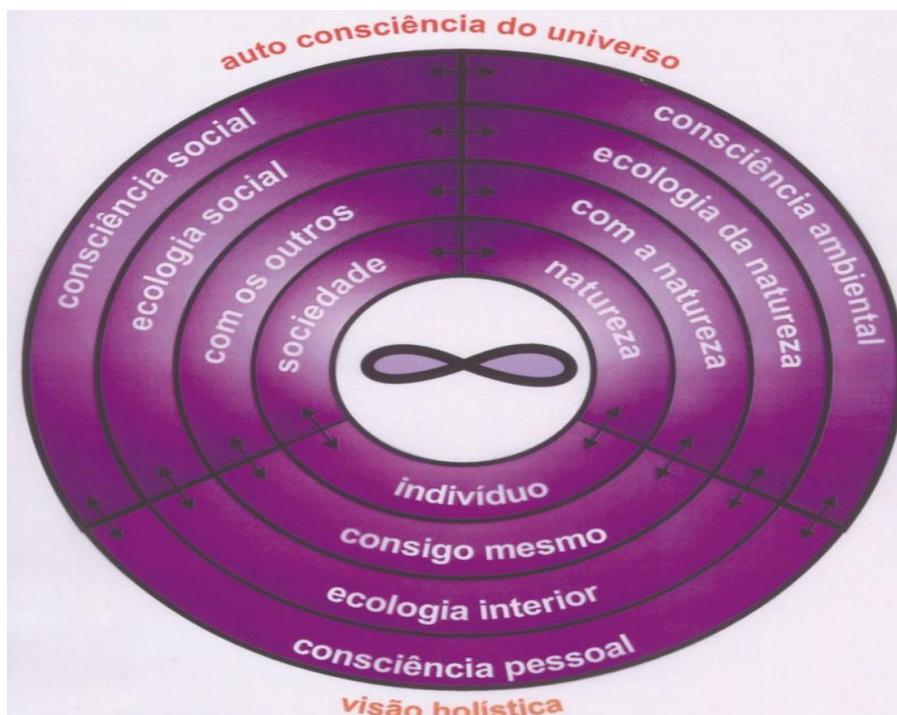 auto consciência do universo
consciência social
ecologia social
com os outros
sociedade
consciência ambiental
ecologia da natureza
com a natureza
natureza
indivíduo
consigo mesmo
ecologia interior
consciência pessoal
visão holística